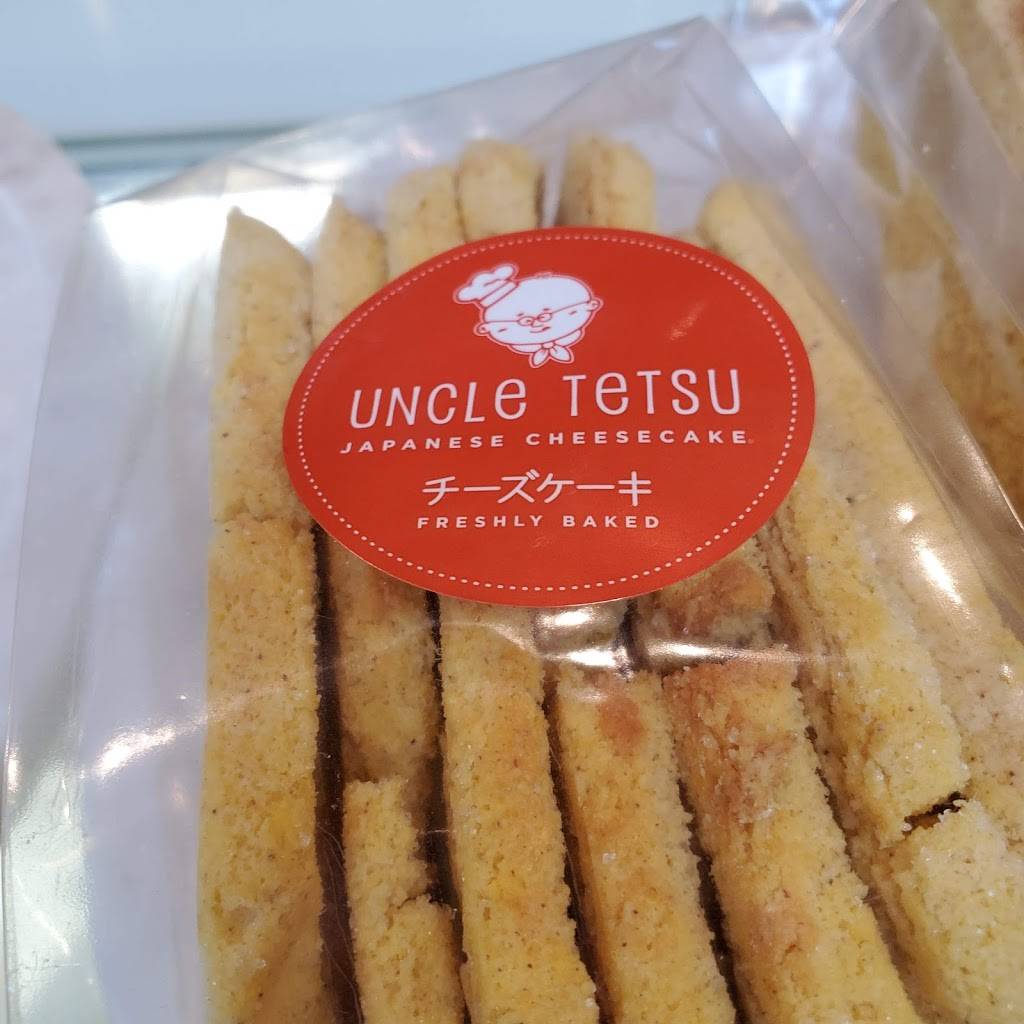 UNCLE TETSU
JAPANESE CHEESECAKE
チーズケーキ
FRESHLY BAKED